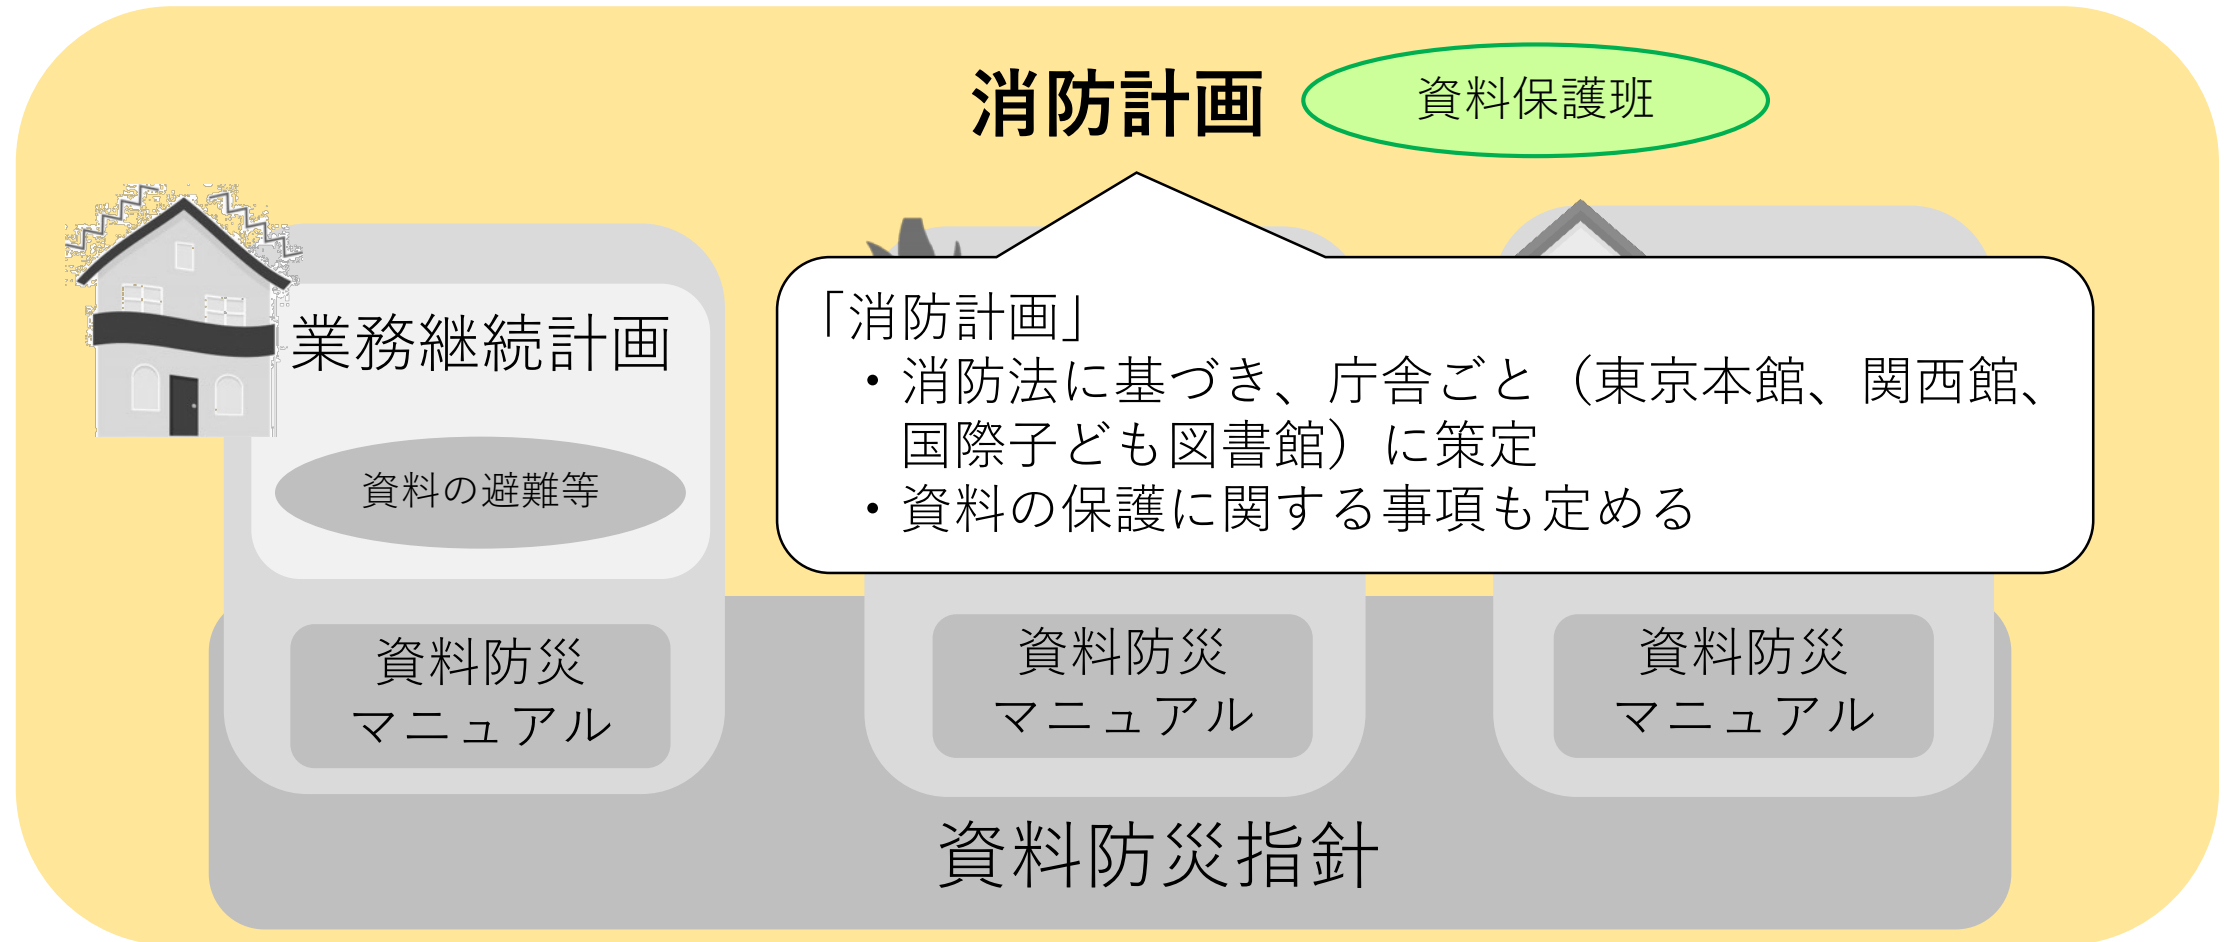 消防計画
資料保護班
「消防計画」
・消防法に基づき、庁舎ごと（東京本館、関西館、
国際子ども図書館）に策定
・資料の保護に関する事項も定める
業務継続計画
資料の避難等
資料防災
マニュアル
資料防災
マニュアル
資料防災
マニュアル
資料防災指針